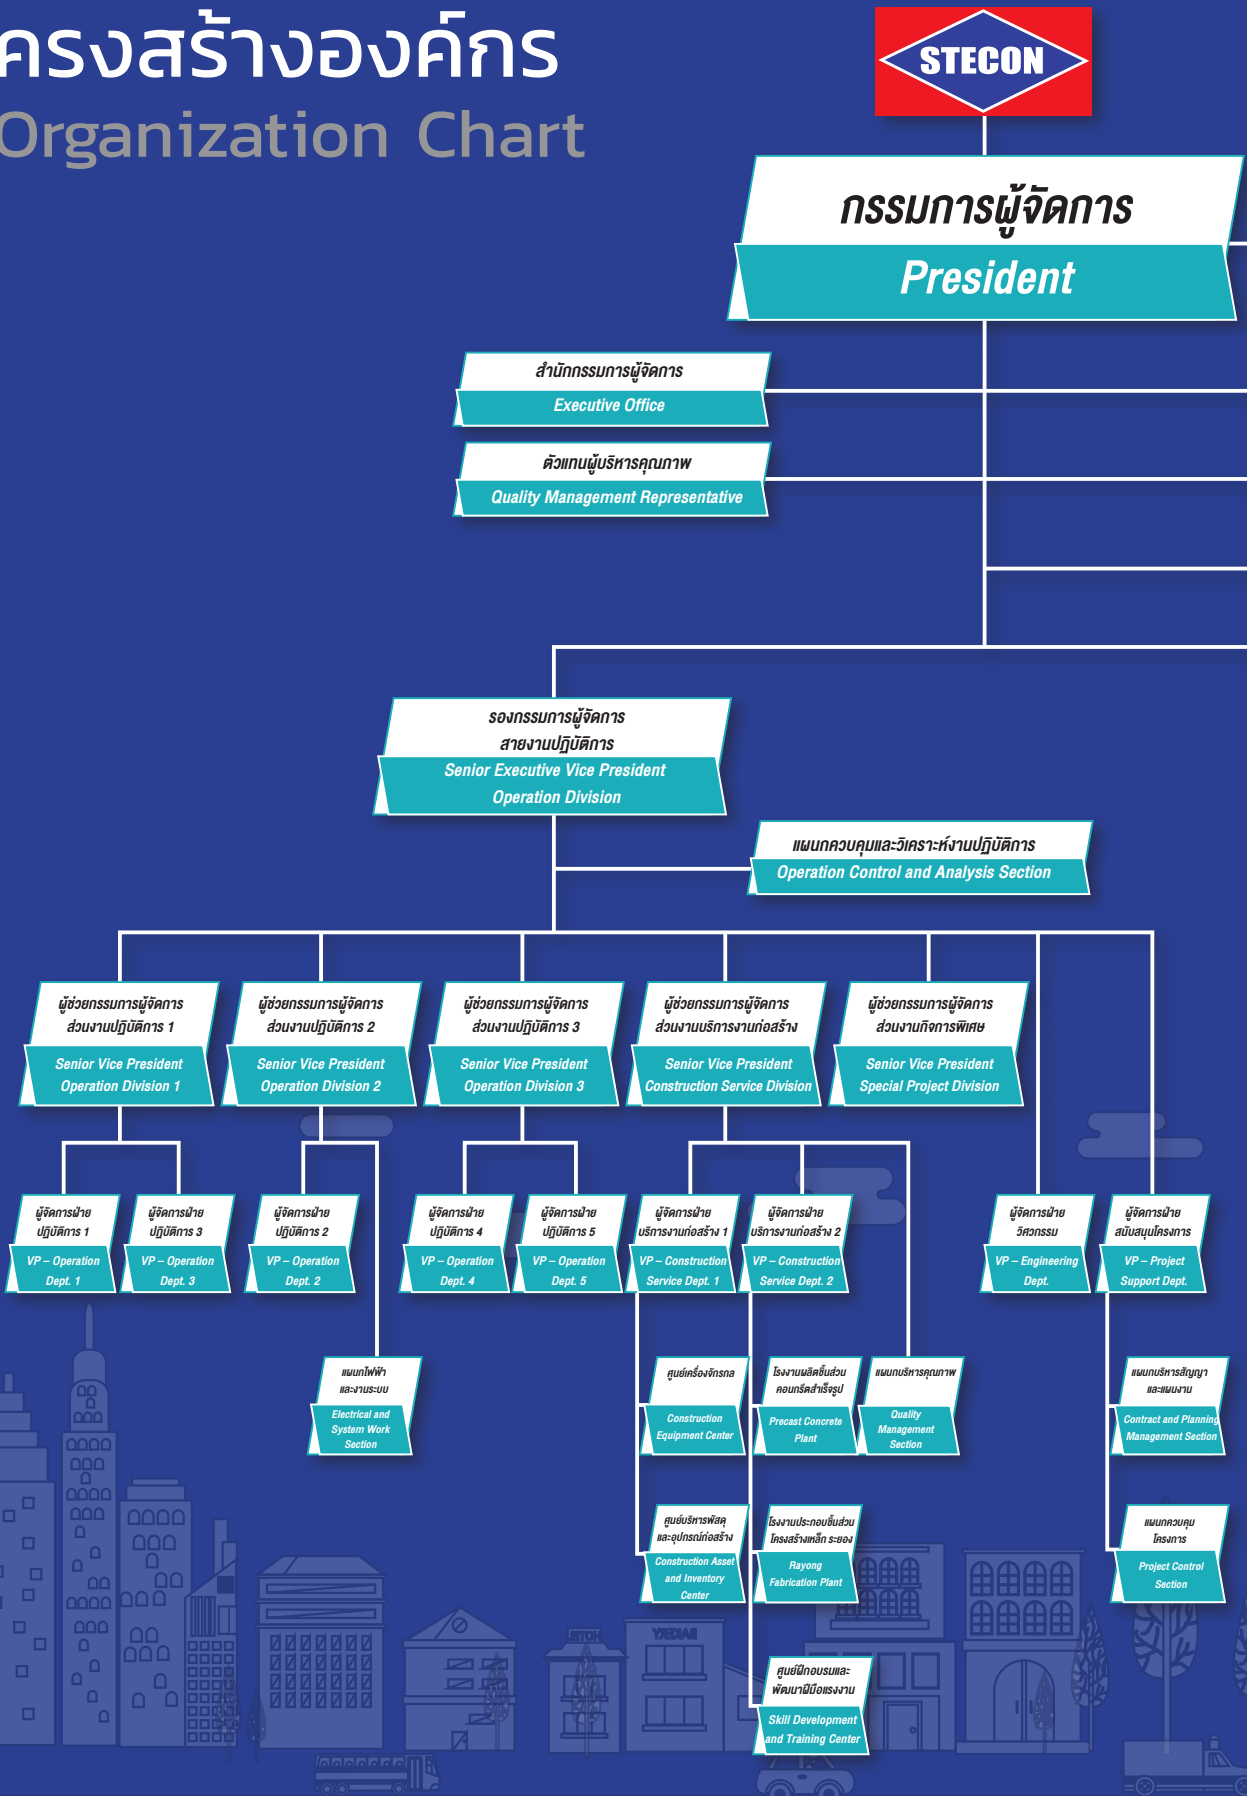 ครงสร้างองค์กร
Organization Chart
STECON
กรรมการผู้จัดการ
President
สำนักกรรมการผู้จัดการ
Executive Office
ตัวแทนผู้บริหารคุณภาพ
Quality Management Representative
รองกรรมการผู้จัดการ
สายงานปฏิบัติการ
Senior Executive Vice President
Operation Division
แผนกควบคุมและวิเคราะห์งานปฏิบัติการ
Operation Control and Analysis Section
ผู้ช่วยกรรมการผู้จัดการ
ส่วนงานปฏิบัติการ 1
Senior Vice President
Operation Division 1
ผู้ช่วยกรรมการผู้จัดการ
ส่วนงานปฏิบัติการ 2
Senior Vice President
Operation Division 2
ผู้ช่วยกรรมการผู้จัดการ
ส่วนงานปฏิบัติการ 3
Senior Vice President
Operation Division 3
ผู้ช่วยกรรมการผู้จัดการ
ส่วนงานบริการงานก่อสร้าง
Senior Vice President
Construction Service Division
ผู้ช่วยกรรมการผู้จัดการ
ส่วนงานกิจการพิเศษ
Senior Vice President
Special Project Division
ผู้จัดการฝ่าย
ปฏิบัติการ 1
VP – Operation
Dept. 1
ผู้จัดการฝ่าย
ปฏิบัติการ 3
VP – Operation
Dept. 3
ผู้จัดการฝ่าย
ปฏิบัติการ 2
VP – Operation
Dept. 2
ผู้จัดการฝ่าย
ปฏิบัติการ 4
VP – Operation
Dept. 4
ผู้จัดการฝ่าย
ปฏิบัติการ 5
VP – Operation
Dept. 5
ผู้จัดการฝ่าย
บริการงานก่อสร้าง 1
VP – Construction
Service Dept. 1
ผู้จัดการฝ่าย
บริการงานก่อสร้าง 2
VP – Construction
Service Dept. 2
ผู้จัดการฝ่าย
วิศวกรรม
VP – Engineering
Dept.
ผู้จัดการฝ่าย
สนับสนุนโครงการ
VP – Project
Support Dept.
แผนกไฟฟ้า
และงานระบบ
Electrical and
System Work
Section
ศูนย์เครื่องจักรกล
Construction
Equipment Center
โรงงานผลิตชิ้นส่วน
คอนกรีตสำเร็จรูป
Precast Concrete
Plant
แผนกบริหารคุณภาพ
Quality
Management
Section
แผนกบริหารสัญญา
และแผนงาน
Contract and Planning
Management Section
ศูนย์บริหารพัสดุ
และอุปกรณ์ก่อสร้าง
Construction Asset
and Inventory
Center
โรงงานประกอบชิ้นส่วน
โครงสร้างเหล็ก ระยอง
Rayong
Fabrication Plant
แผนกควบคุม
โครงการ
Project Control
Section
HOTEL
BAKERY
ศูนย์ฝึกอบรมและ
พัฒนาฝีมือแรงงาน
Skill Development
and Training Center